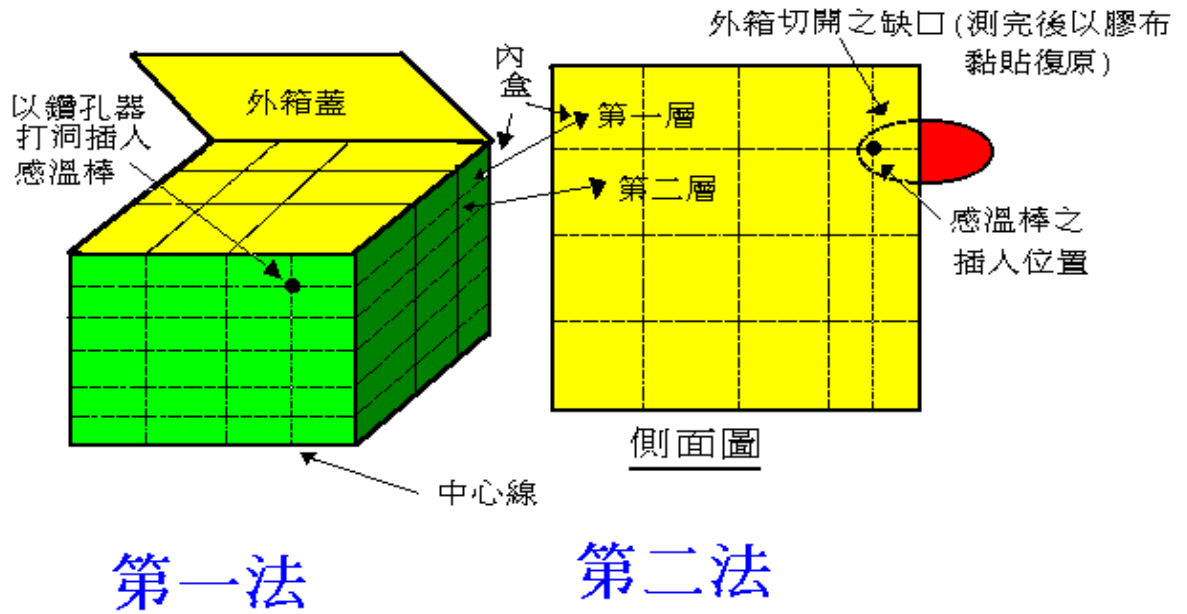 外箱切開之缺口(測完後以膠布
黏貼復原)
內
盒
外箱蓋
以鑽孔器
打洞插入
感溫棒
第一層
第二層
感溫棒之
插入位置
側面圖
中心線
第一法
第二法